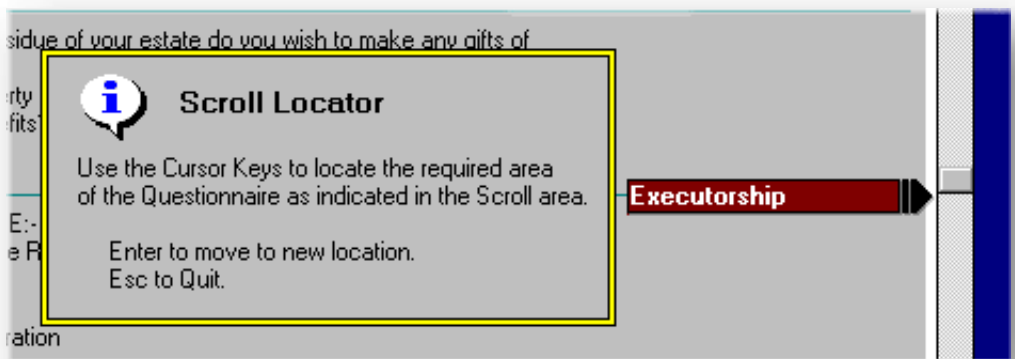 sidue of your estate do you wish to make any gifts of
rty
fits
Scroll Locator
Use the Cursor Keys to locate the required area
of the Questionnaire as indicated in the Scroll area.
Executorship
E:-
e R
Enter to move to new location.
Esc to Quit.
ration